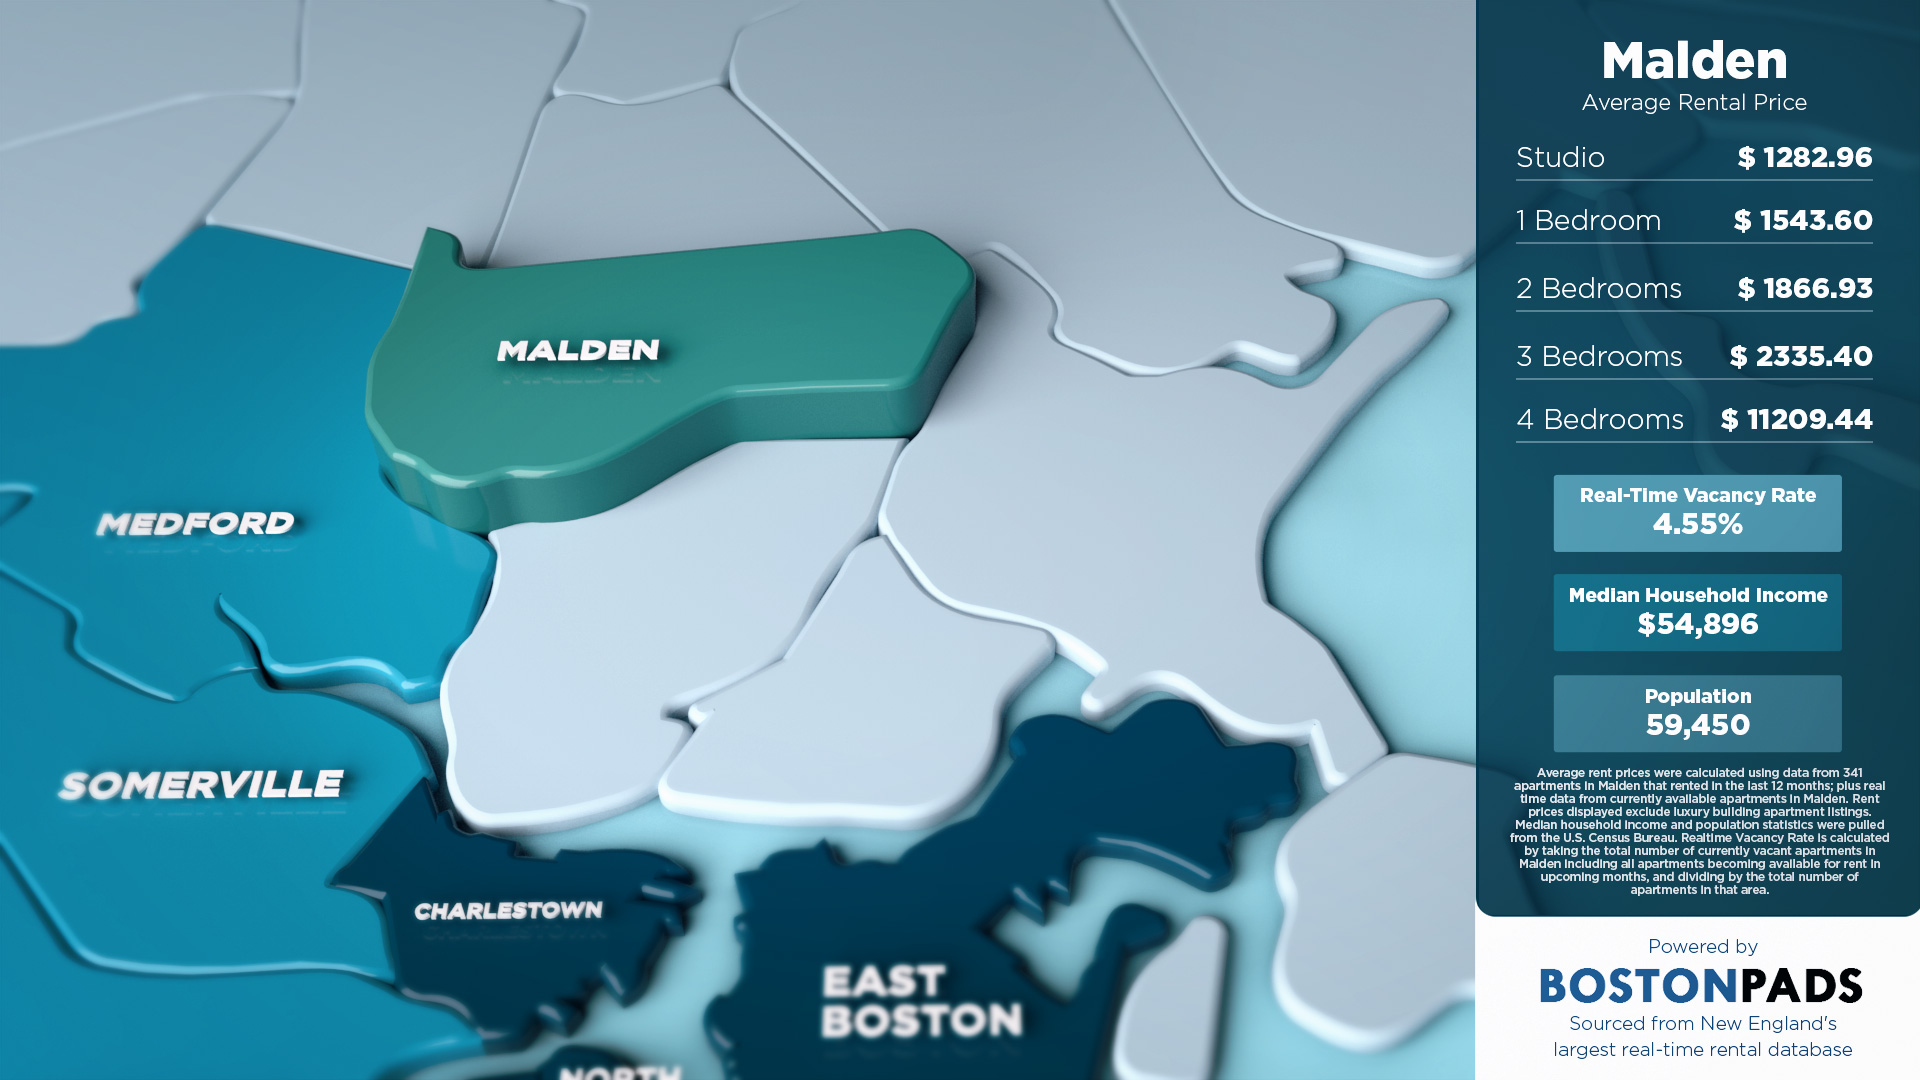 MALDEN
MEDFORD
SOMERVILLE
CHARLESTOWN
EAST
BOSTON
NORTH
Malden
Average Rental Price
Studio $ 1282.96
1 Bedroom $ 1543.60
2 Bedrooms $ 1866.93
3 Bedrooms $ 2335.40
4 Bedrooms $ 11209.44
Real-Time Vacancy Rate
4.55%
Median Household Income
$54,896
Population
59,450
Average rent prices were calculated using data from 341
apartments in Malden that rented in the last 12 months; plus real
time data from currently available apartments in Malden. Rent
prices displayed exclude luxury building apartment listings.
Median household income and population statistics were pulled
from the U.S. Census Bureau. Realtime Vacancy Rate is calculated
by taking the total number of currently vacant apartments in
Malden including all apartments becoming available for rent in
upcoming months, and dividing by the total number of
apartments in that area.
Powered by
BOSTONPADS
Sourced from New England's
largest real-time rental database